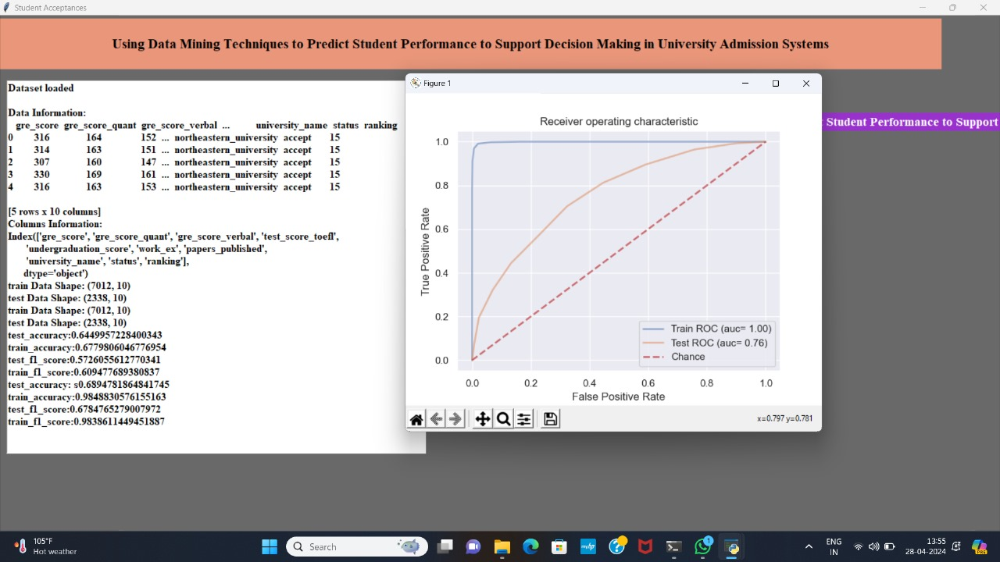 Student Acceptances
Using Data Mining Techniques to Predict Student Performance to Support Decision Making in University Admission Systems
Dataset loaded
Data Information:
gre_score gre_score_quant gre_score_verbal ... university_name status ranking
0 316 164 152 ... northeastern_university accept 15
1 314 163 151 ... northeastern_university accept 15
2 307 160 147 ... northeastern_university accept 15
3 330 169 161 ... northeastern_university accept 15
4 316 163 153 ... northeastern_university accept 15
[5 rows x 10 columns]
Columns Information:
Index(['gre_score', 'gre_score_quant', 'gre_score_verbal', 'test_score_toefl',
'undergraduation_score', 'work_ex', 'papers_published',
'university_name', 'status', 'ranking'],
dtype='object')
train Data Shape: (7012, 10)
test Data Shape: (2338, 10)
train Data Shape: (7012, 10)
test Data Shape: (2338, 10)
test_accuracy:0.6449957228400343
train_accuracy:0.6779806046776954
test_f1_score:0.5726055612770341
train_f1_score:0.609477689380837
test_accuracy: s0.6894781864841745
train_accuracy:0.9848830576155163
test_f1_score:0.6784765279007972
train_f1_score:0.9838611449451887
Figure 1
Receiver operating characteristic
1.0
0.8
0.6
0.4
0.2
0.0
True Positive Rate
Train ROC (auc= 1.00)
Test ROC (auc= 0.76)
Chance
0.0 0.2 0.4 0.6 0.8 1.0
False Positive Rate
x=0.797 y=0.781
Student Performance to Support
105°F
Hot weather
Search
myhp
1
ENG
IN
13:55
28-04-2024
PRE